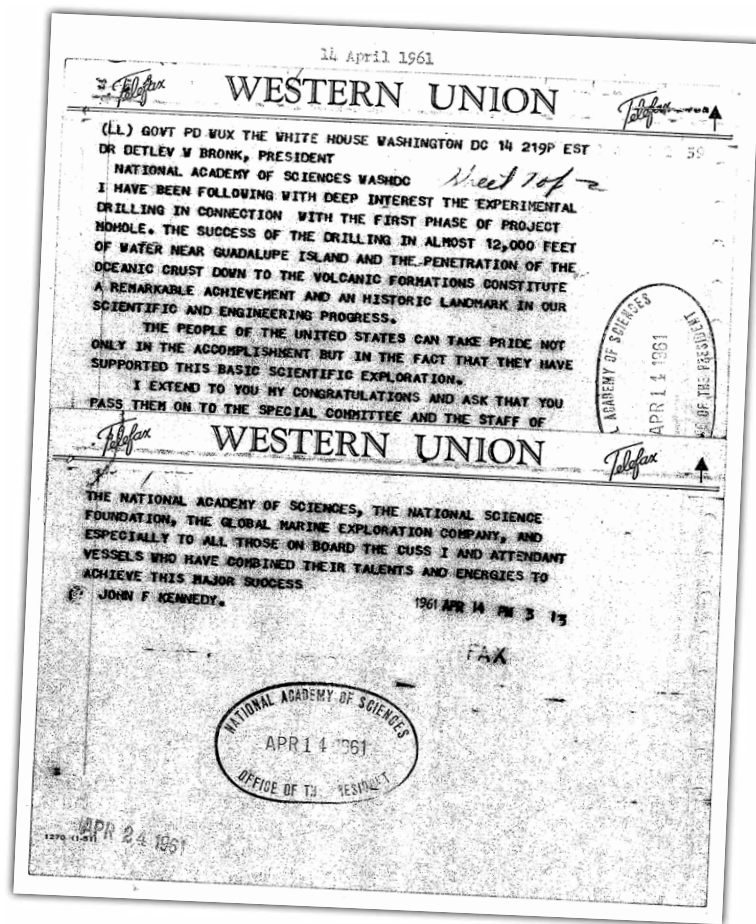 14 April 1961
Telefax WESTERN UNION Telefax
(LL) GOVT PD WUX THE WHITE HOUSE WASHINGTON DC 14 219P EST
59
DR DETLEV W BRONK, PRESIDENT
NATIONAL ACADEMY OF SCIENCES WASHDC
Sheet 1 of 2
I HAVE BEEN FOLLOWING WITH DEEP INTEREST THE EXPERIMENTAL
DRILLING IN CONNECTION WITH THE FIRST PHASE OF PROJECT
MOHOLE. THE SUCCESS OF THE DRILLING IN ALMOST 12,000 FEET
OF WATER NEAR GUADALUPE ISLAND AND THE PENETRATION OF THE
OCEANIC CRUST DOWN TO THE VOLCANIC FORMATIONS CONSTITUTE
A REMARKABLE ACHIEVEMENT AND AN HISTORIC LANDMARK IN OUR
SCIENTIFIC AND ENGINEERING PROGRESS.
THE PEOPLE OF THE UNITED STATES CAN TAKE PRIDE NOT
ONLY IN THE ACCOMPLISHMENT BUT IN THE FACT THAT THEY HAVE
SUPPORTED THIS BASIC SCIENTIFIC EXPLORATION.
I EXTEND TO YOU MY CONGRATULATIONS AND ASK THAT YOU
PASS THEM ON TO THE SPECIAL COMMITTEE AND THE STAFF OF
ACADEMY OF SCIENCES
APR 14 1961
OF THE PRESIDENT
Telefax WESTERN UNION Telefax
THE NATIONAL ACADEMY OF SCIENCES, THE NATIONAL SCIENCE
FOUNDATION, THE GLOBAL MARINE EXPLORATION COMPANY, AND
ESPECIALLY TO ALL THOSE ON BOARD THE CUSS I AND ATTENDANT
VESSELS WHO HAVE COMBINED THEIR TALENTS AND ENERGIES TO
ACHIEVE THIS MAJOR SUCCESS
JOHN F KENNEDY.
1961 APR 14 PM 3 13
FAX
NATIONAL ACADEMY OF SCIENCES
APR 14 1961
OFFICE OF
APR 24 1961
1270 (1-51)